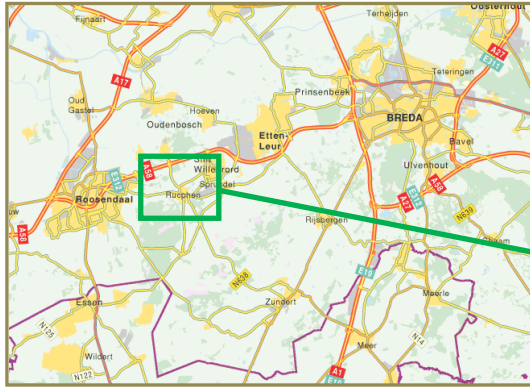 Fijnaart
Terheijden
Oosterhout
A27
E311
A17
Teteringen
Oud
Gastel
Hoeven
Prinsenbeek
BREDA
Oudenbosch
Etten-
Leur
Bavel
A58
E312
Willebrord
Sprundel
Rucphen
Ulvenhout
A58
Roosendaal
A27
N639
Rijsbergen
Chaam
A58
E19
N638
Essen
Zundert
Meerle
N125
Wildert
Meer
N14
N122
A1